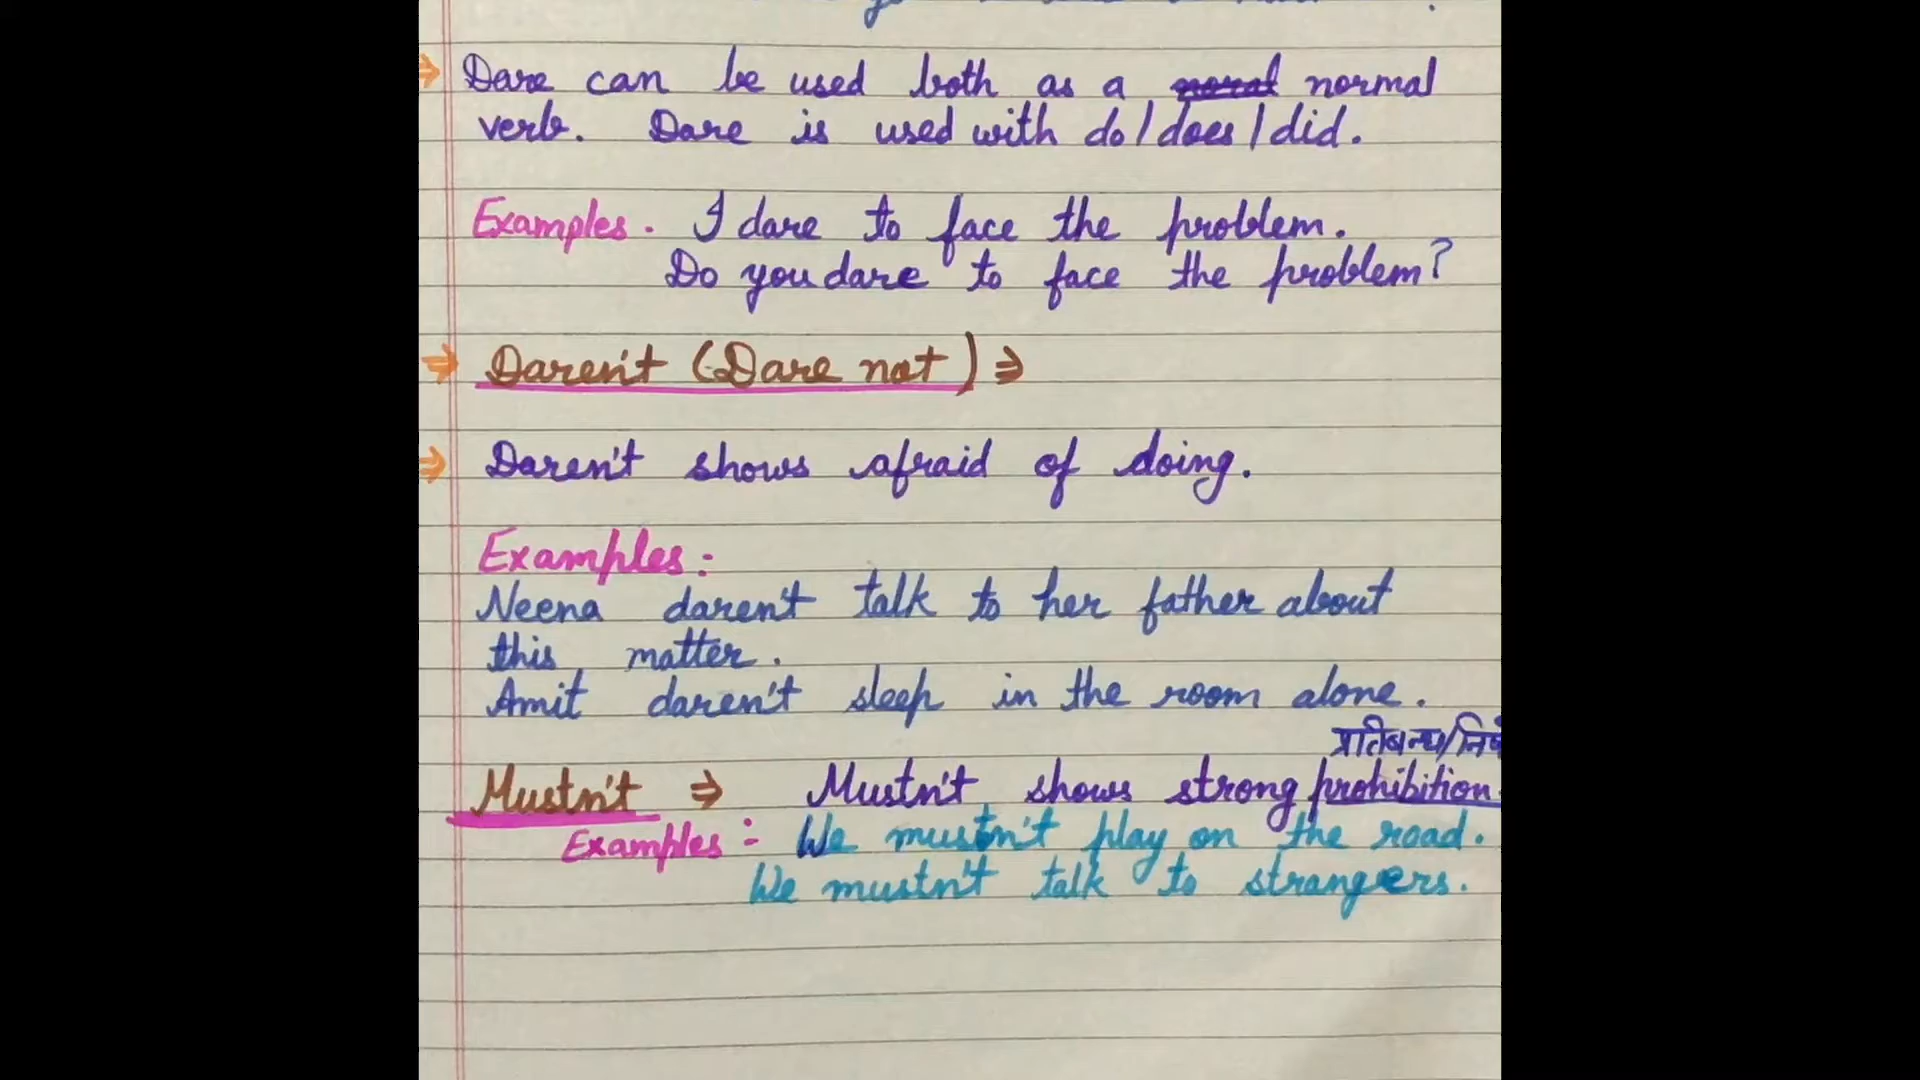 ⇒ Dare can be used both as a normal
verb. Dare is used with do/does/did.
Examples. I dare to face the problem.
Do you dare to face the problem?
⇒ Daren't (Dare not) ⇒
⇒ Daren't shows afraid of doing.
Examples:
Neena daren't talk to her father about
this matter.
Amit daren't sleep in the room alone.
प्रतिबन्ध/
Mustn't ⇒ Mustn't shows strong prohibition.
Examples: We mustn't play on the road.
We mustn't talk to strangers.